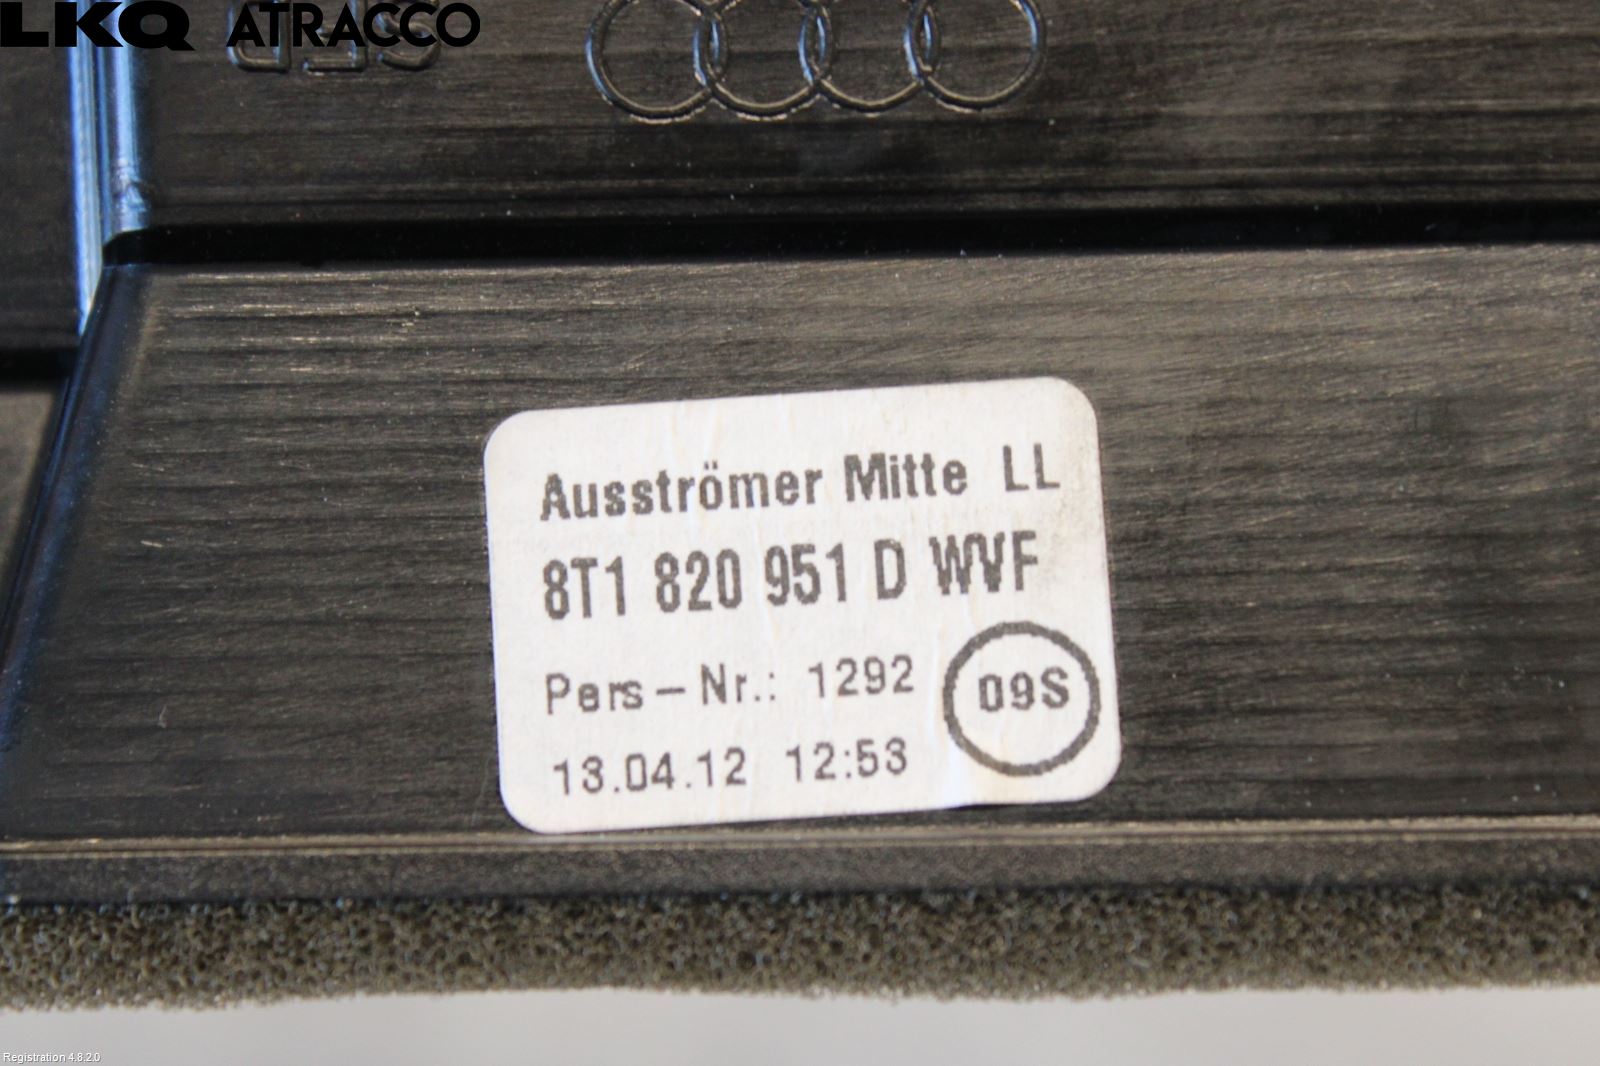 LKQ ATRACCO
Ausströmer Mitte LL
8T1 820 951 D WVF
Pers-Nr.: 1292
09S
13.04.12 12:53
Registration 4.8.2.0